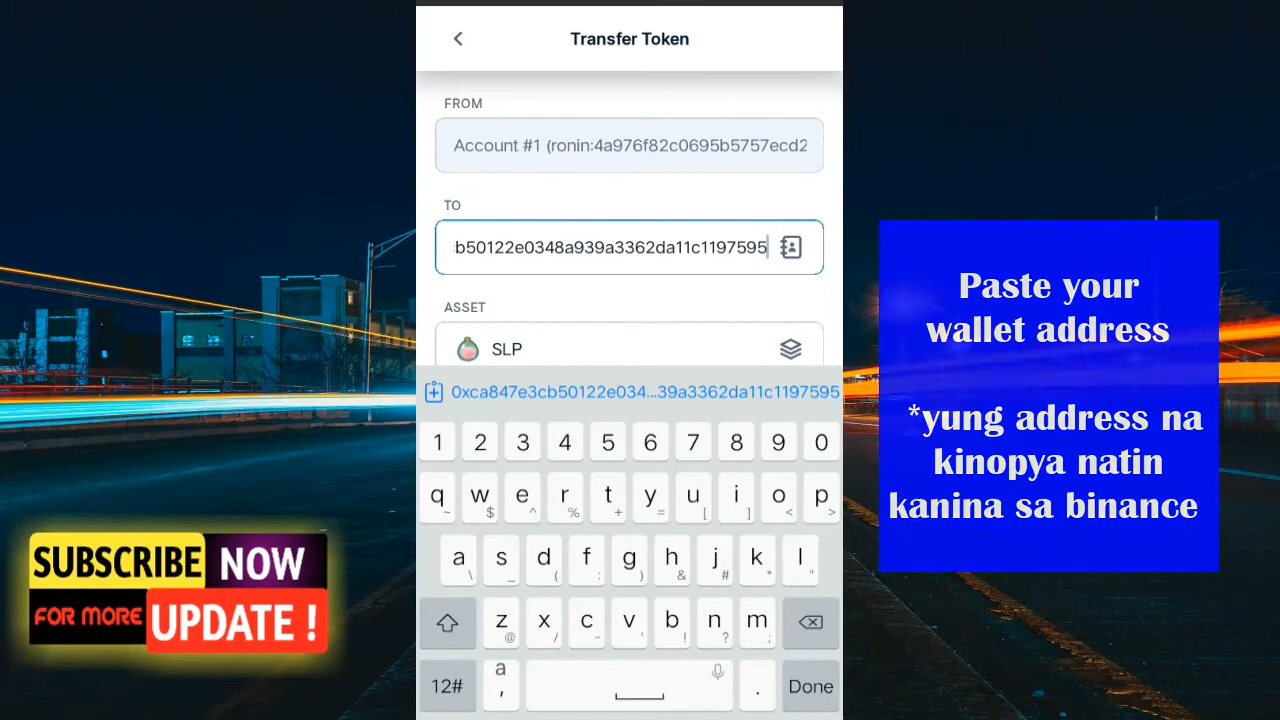 Transfer Token
FROM
Account #1 (ronin:4a976f82c0695b5757ecd2
TO
b50122e0348a939a3362da11c1197595
ASSET
SLP
0xca847e3cb50122e034...39a3362da11c1197595
1 2 3 4 5 6 7 8 9 0
q w e r t y u i o p
~ $ ^ % + = [ ] < >
a s d f g h j k l
\ _ ( : ) & # * "
z x c v b n m
@ / - ' ! ? ;
12# a , . Done
Paste your
wallet address
*yung address na
kinopya natin
kanina sa binance
SUBSCRIBE NOW
FOR MORE UPDATE !